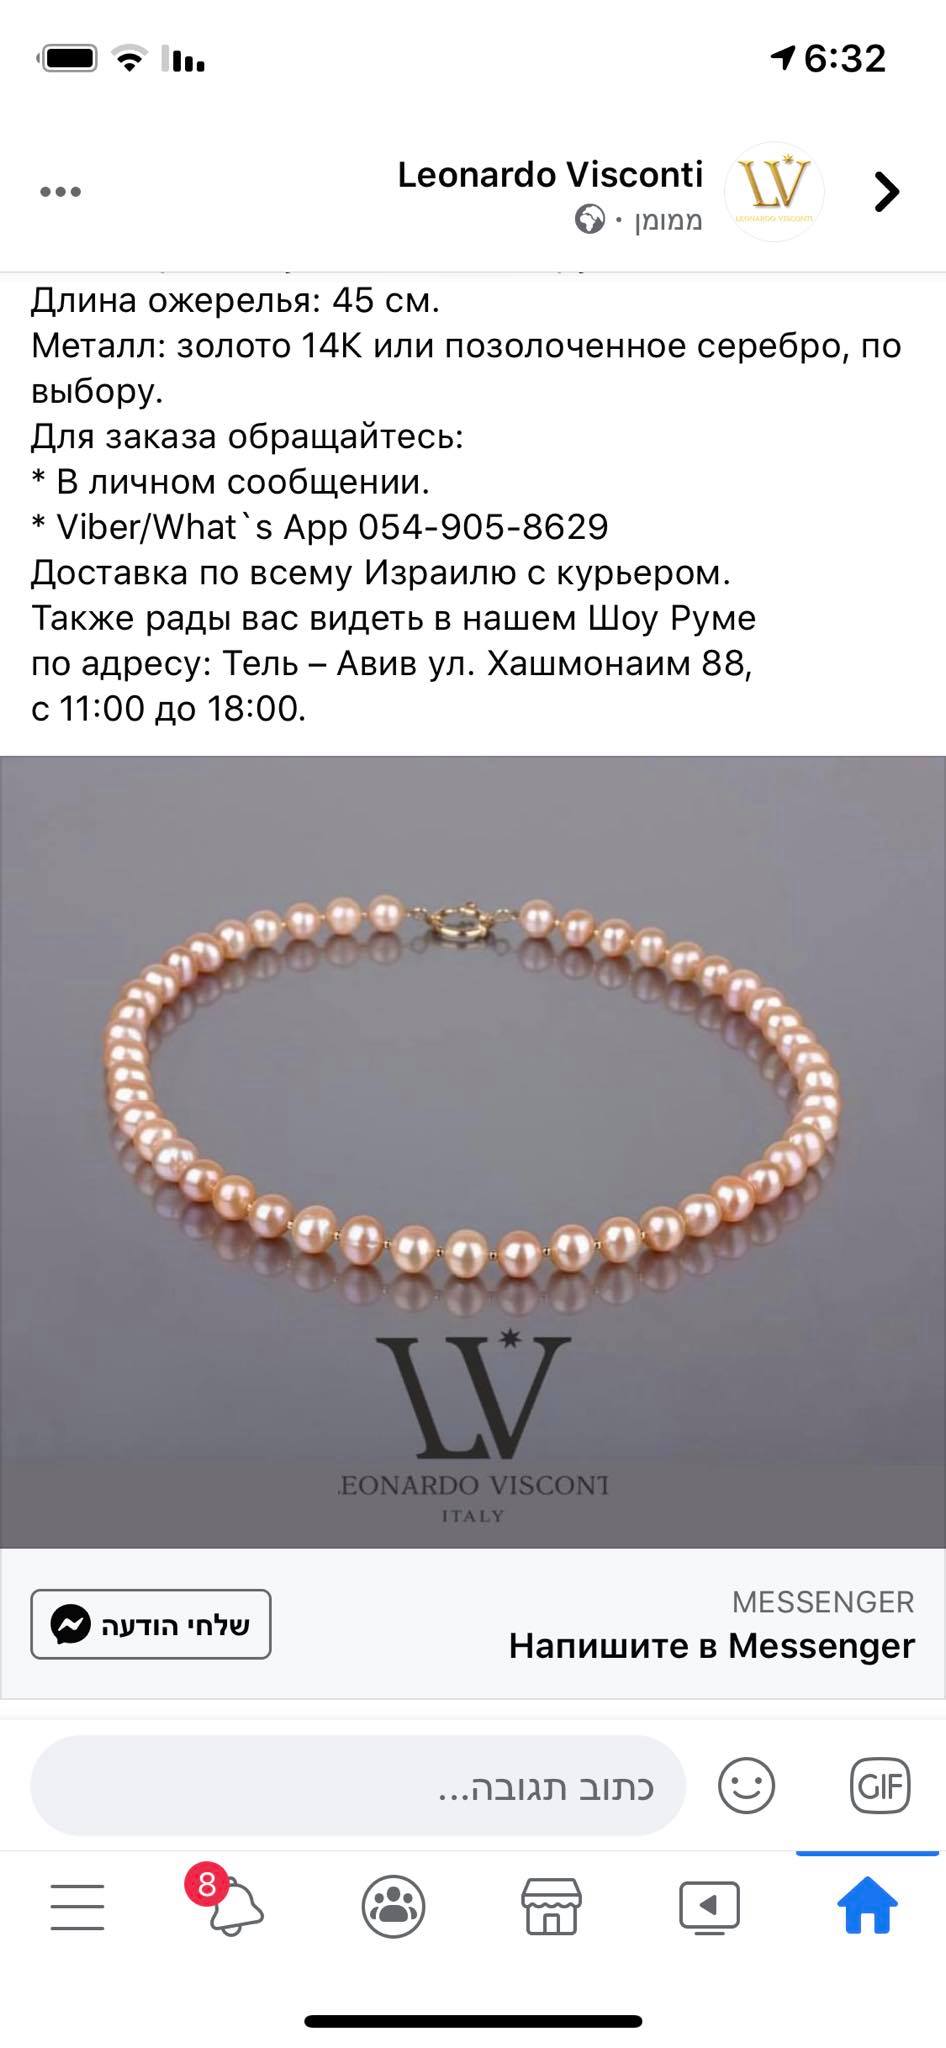 6:32
Leonardo Visconti
ממומן ·
LEONARDO VISCONTI
Длина ожерелья: 45 см.
Металл: золото 14К или позолоченное серебро, по
выбору.
Для заказа обращайтесь:
* В личном сообщении.
* Viber/What`s App 054-905-8629
Доставка по всему Израилю с курьером.
Также рады вас видеть в нашем Шоу Руме
по адресу: Тель – Авив ул. Хашмонаим 88,
с 11:00 до 18:00.
LV
LEONARDO VISCONTI
ITALY
MESSENGER
Напишите в Messenger
שלחי הודעה
כתוב תגובה...
GIF
8